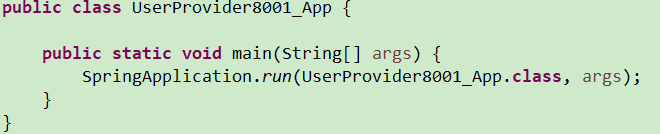 public class UserProvider8001_App {
public static void main(String[] args) {
SpringApplication.run(UserProvider8001_App.class, args);
}
}